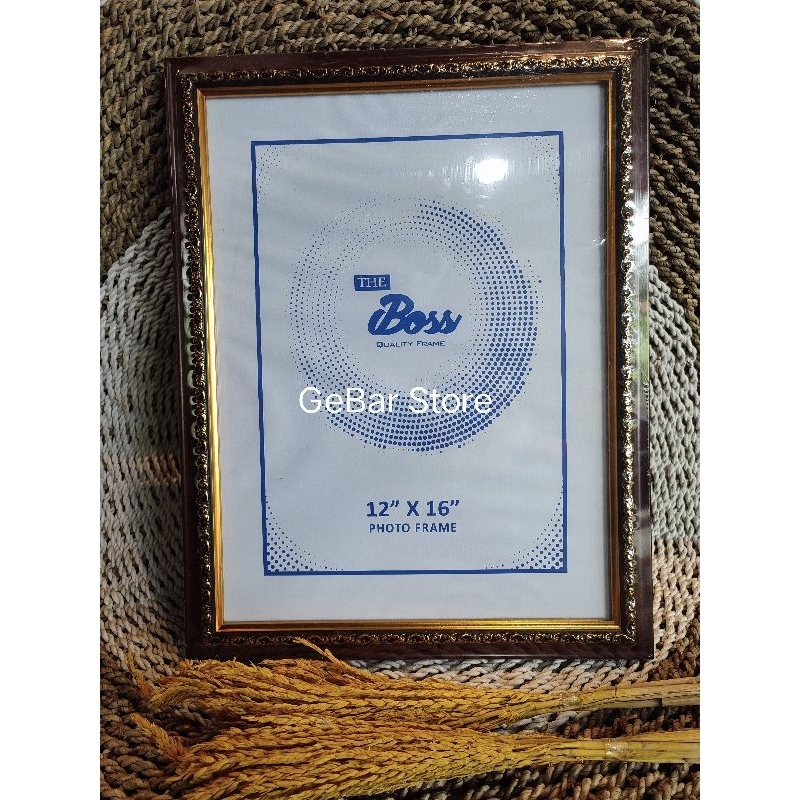 THE
Boss
QUALITY FRAME
GeBar Store
12” X 16”
PHOTO FRAME